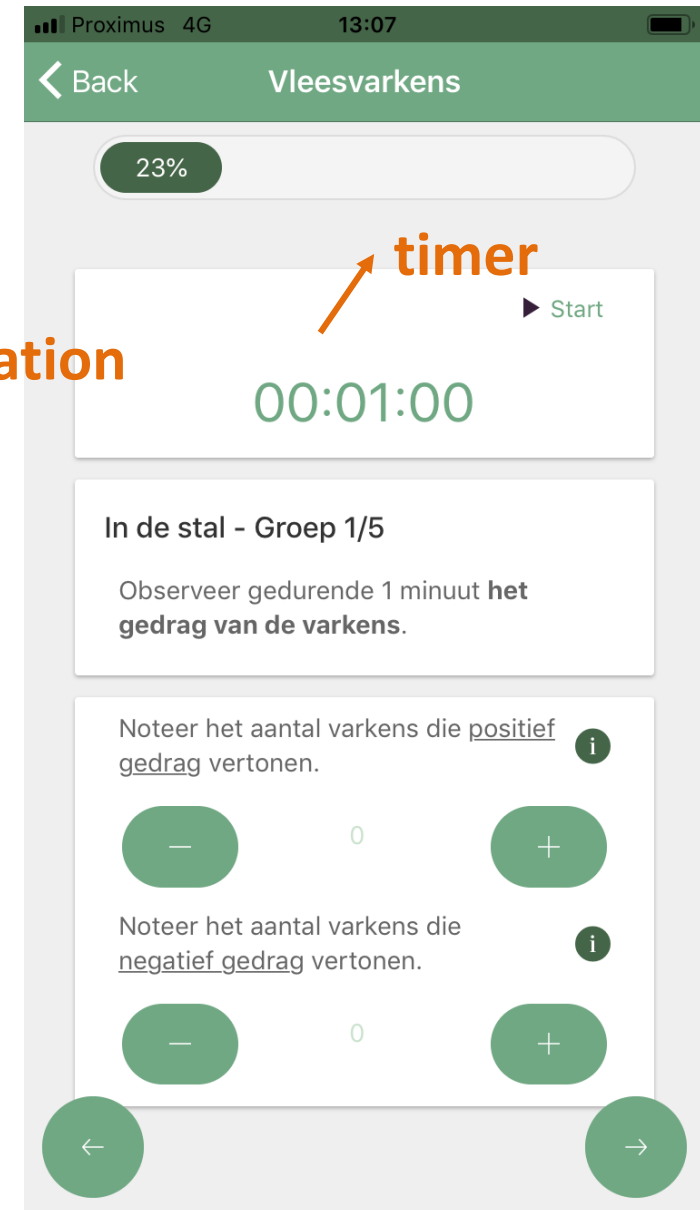 Proximus 4G 13:07
Back Vleesvarkens
23%
timer
Start
ation
00:01:00
In de stal - Groep 1/5
Observeer gedurende 1 minuut het
gedrag van de varkens.
Noteer het aantal varkens die positief
gedrag vertonen.
i
— 0 +
Noteer het aantal varkens die
negatief gedrag vertonen.
i
— 0 +
← →